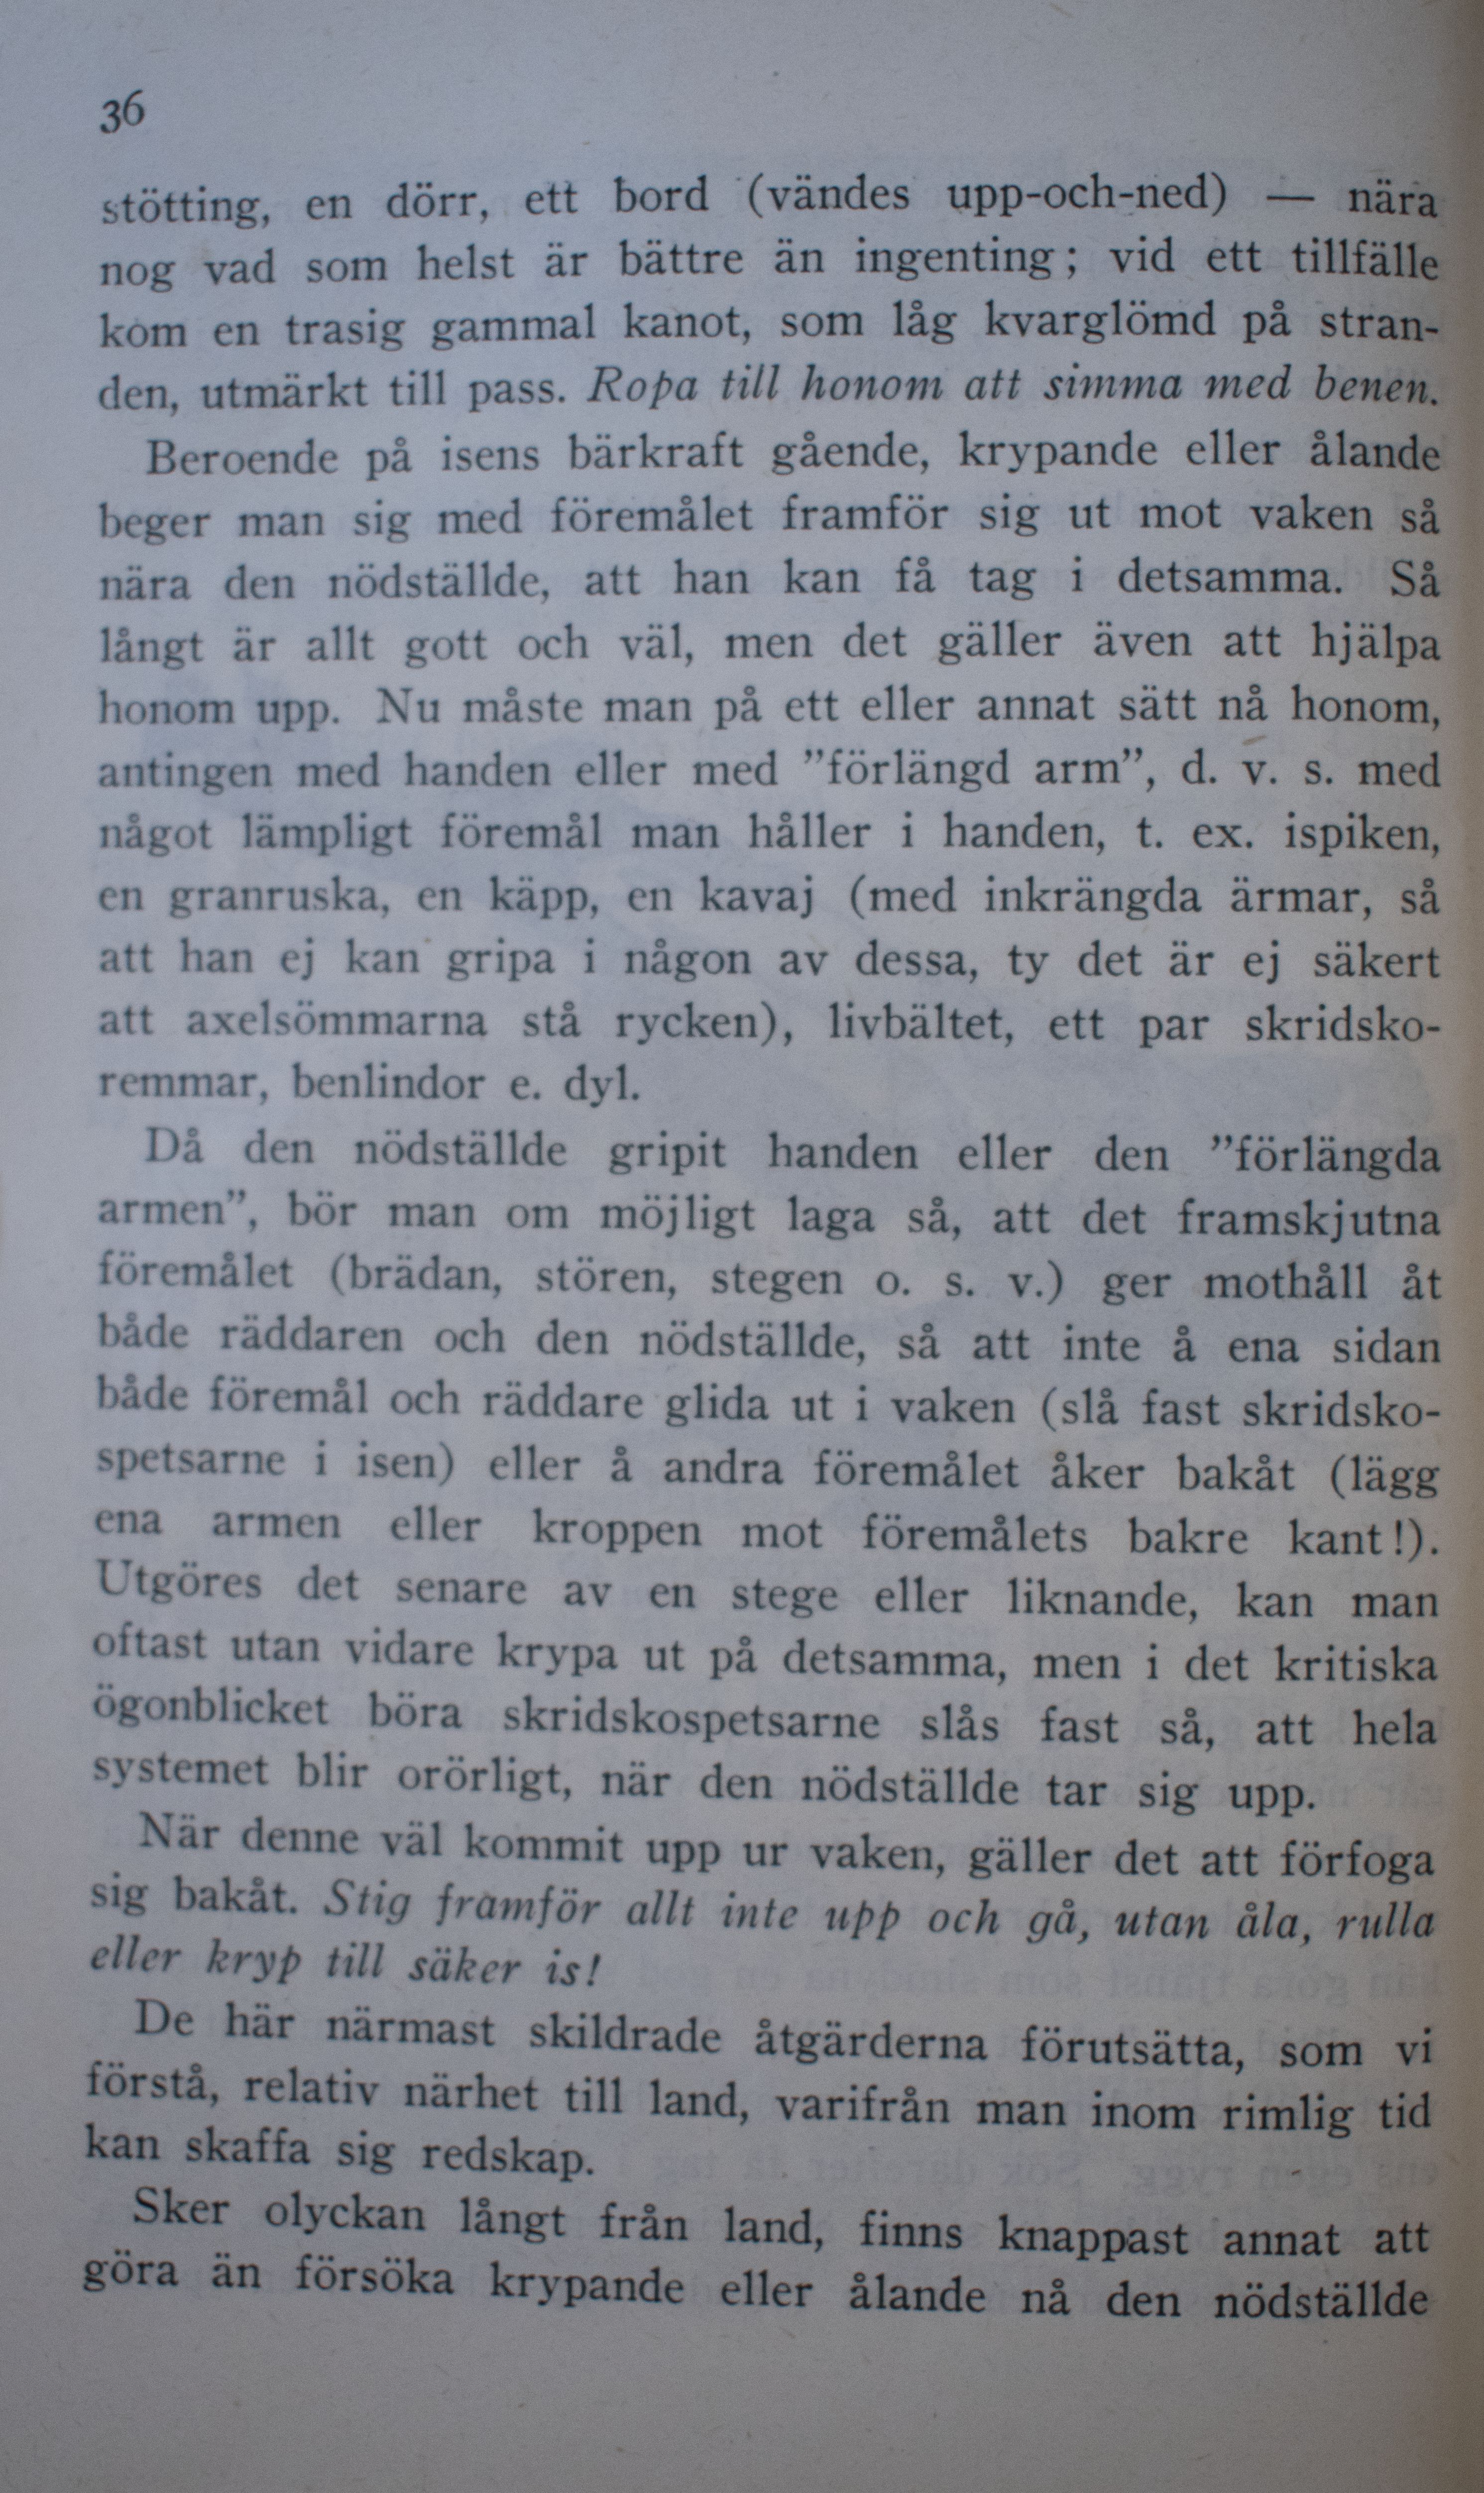 36
stötting, en dörr, ett bord (vändes upp-och-ned) — nära
nog vad som helst är bättre än ingenting; vid ett tillfälle
kom en trasig gammal kanot, som låg kvarglömd på stran-
den, utmärkt till pass. Ropa till honom att simma med benen.
Beroende på isens bärkraft gående, krypande eller ålande
beger man sig med föremålet framför sig ut mot vaken så
nära den nödställde, att han kan få tag i detsamma. Så
långt är allt gott och väl, men det gäller även att hjälpa
honom upp. Nu måste man på ett eller annat sätt nå honom,
antingen med handen eller med ”förlängd arm”, d. v. s. med
något lämpligt föremål man håller i handen, t. ex. ispiken,
en granruska, en käpp, en kavaj (med inkrängda ärmar, så
att han ej kan gripa i någon av dessa, ty det är ej säkert
att axelsömmarna stå rycken), livbältet, ett par skridsko-
remmar, benlindor e. dyl.
Då den nödställde gripit handen eller den ”förlängda
armen”, bör man om möjligt laga så, att det framskjutna
föremålet (brädan, stören, stegen o. s. v.) ger mothåll åt
både räddaren och den nödställde, så att inte å ena sidan
både föremål och räddare glida ut i vaken (slå fast skridsko-
spetsarne i isen) eller å andra föremålet åker bakåt (lägg
ena armen eller kroppen mot föremålets bakre kant!).
Utgöres det senare av en stege eller liknande, kan man
oftast utan vidare krypa ut på detsamma, men i det kritiska
ögonblicket böra skridskospetsarne slås fast så, att hela
systemet blir orörligt, när den nödställde tar sig upp.
När denne väl kommit upp ur vaken, gäller det att förfoga
sig bakåt. Stig framför allt inte upp och gå, utan åla, rulla
eller kryp till säker is!
De här närmast skildrade åtgärderna förutsätta, som vi
förstå, relativ närhet till land, varifrån man inom rimlig tid
kan skaffa sig redskap.
Sker olyckan långt från land, finns knappast annat att
göra än försöka krypande eller ålande nå den nödställde